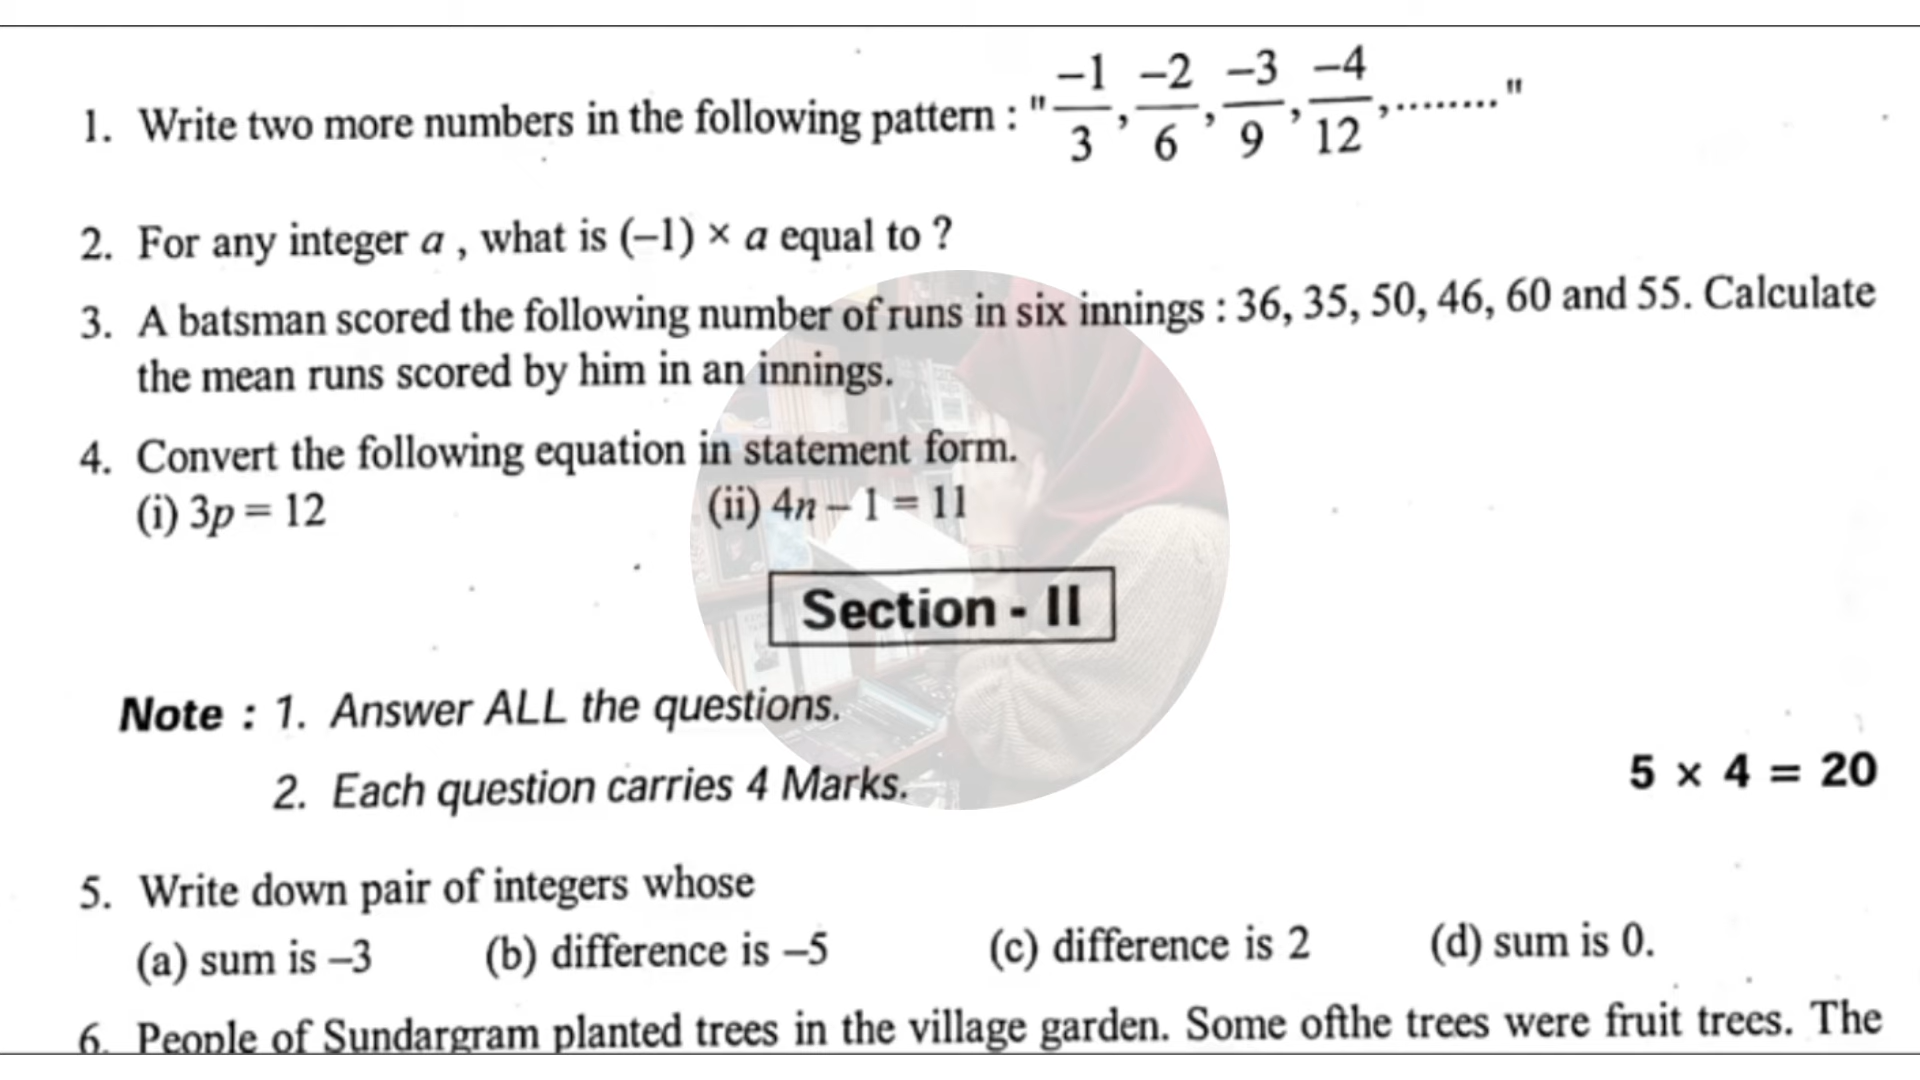 1. Write two more numbers in the following pattern : "-1/3, -2/6, -3/9, -4/12,........"
2. For any integer a , what is (–1) × a equal to ?
3. A batsman scored the following number of runs in six innings : 36, 35, 50, 46, 60 and 55. Calculate
the mean runs scored by him in an innings.
4. Convert the following equation in statement form.
(i) 3p = 12 (ii) 4n – 1 = 11
Section - II
Note : 1. Answer ALL the questions.
2. Each question carries 4 Marks.
5 × 4 = 20
5. Write down pair of integers whose
(a) sum is –3 (b) difference is –5 (c) difference is 2 (d) sum is 0.
6. People of Sundargram planted trees in the village garden. Some ofthe trees were fruit trees. The